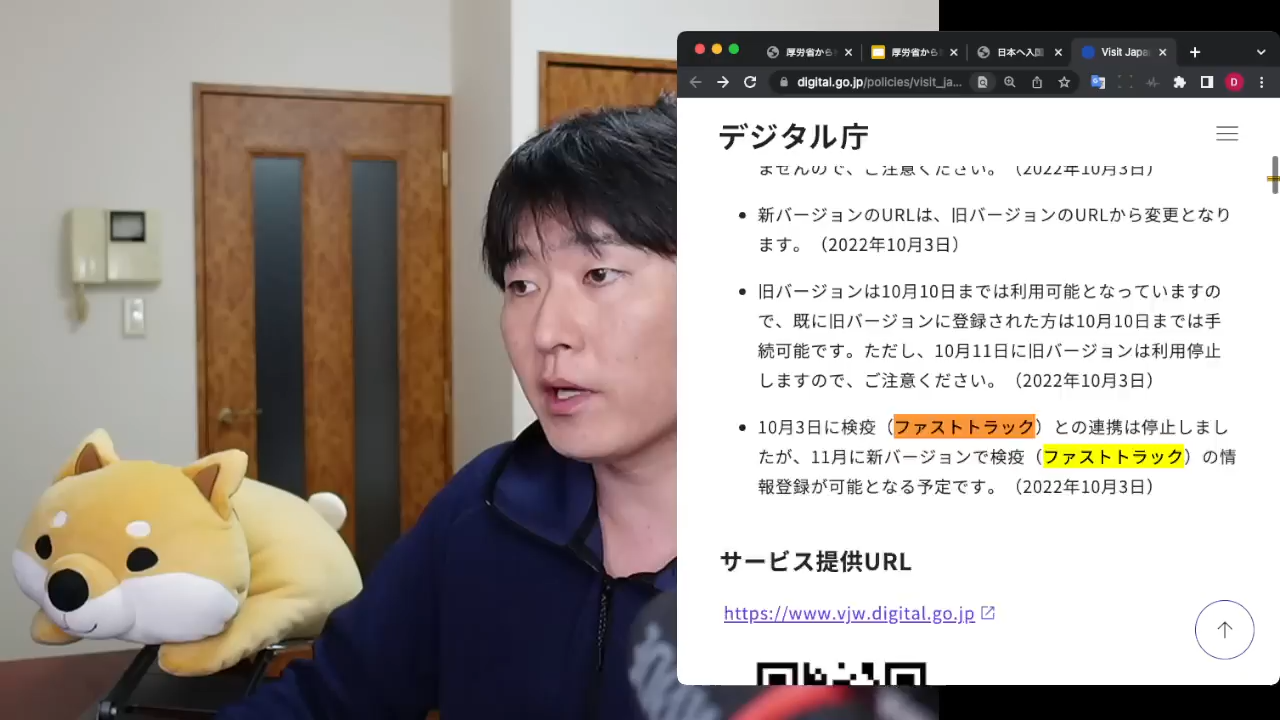 厚労省から
厚労省から
日本へ入国
Visit Japa
digital.go.jp/policies/visit_ja...
D
デジタル庁
ませんので、ご注意ください。（2022年10月3日）
新バージョンのURLは、旧バージョンのURLから変更となり
ます。（2022年10月3日）
旧バージョンは10月10日までは利用可能となっていますの
で、既に旧バージョンに登録された方は10月10日までは手
続可能です。ただし、10月11日に旧バージョンは利用停止
しますので、ご注意ください。（2022年10月3日）
10月3日に検疫（ファストトラック）との連携は停止しまし
たが、11月に新バージョンで検疫（ファストトラック）の情
報登録が可能となる予定です。（2022年10月3日）
サービス提供URL
https://www.vjw.digital.go.jp